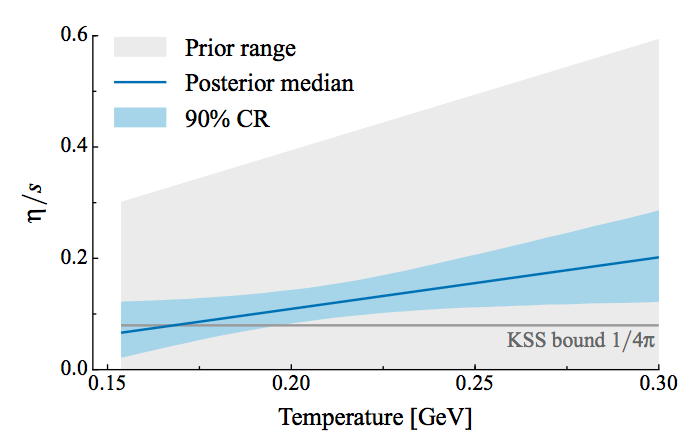 0.6
Prior range
Posterior median
90% CR
0.4
η/s
0.2
KSS bound 1/4π
0.0
0.15
0.20
0.25
0.30
Temperature [GeV]